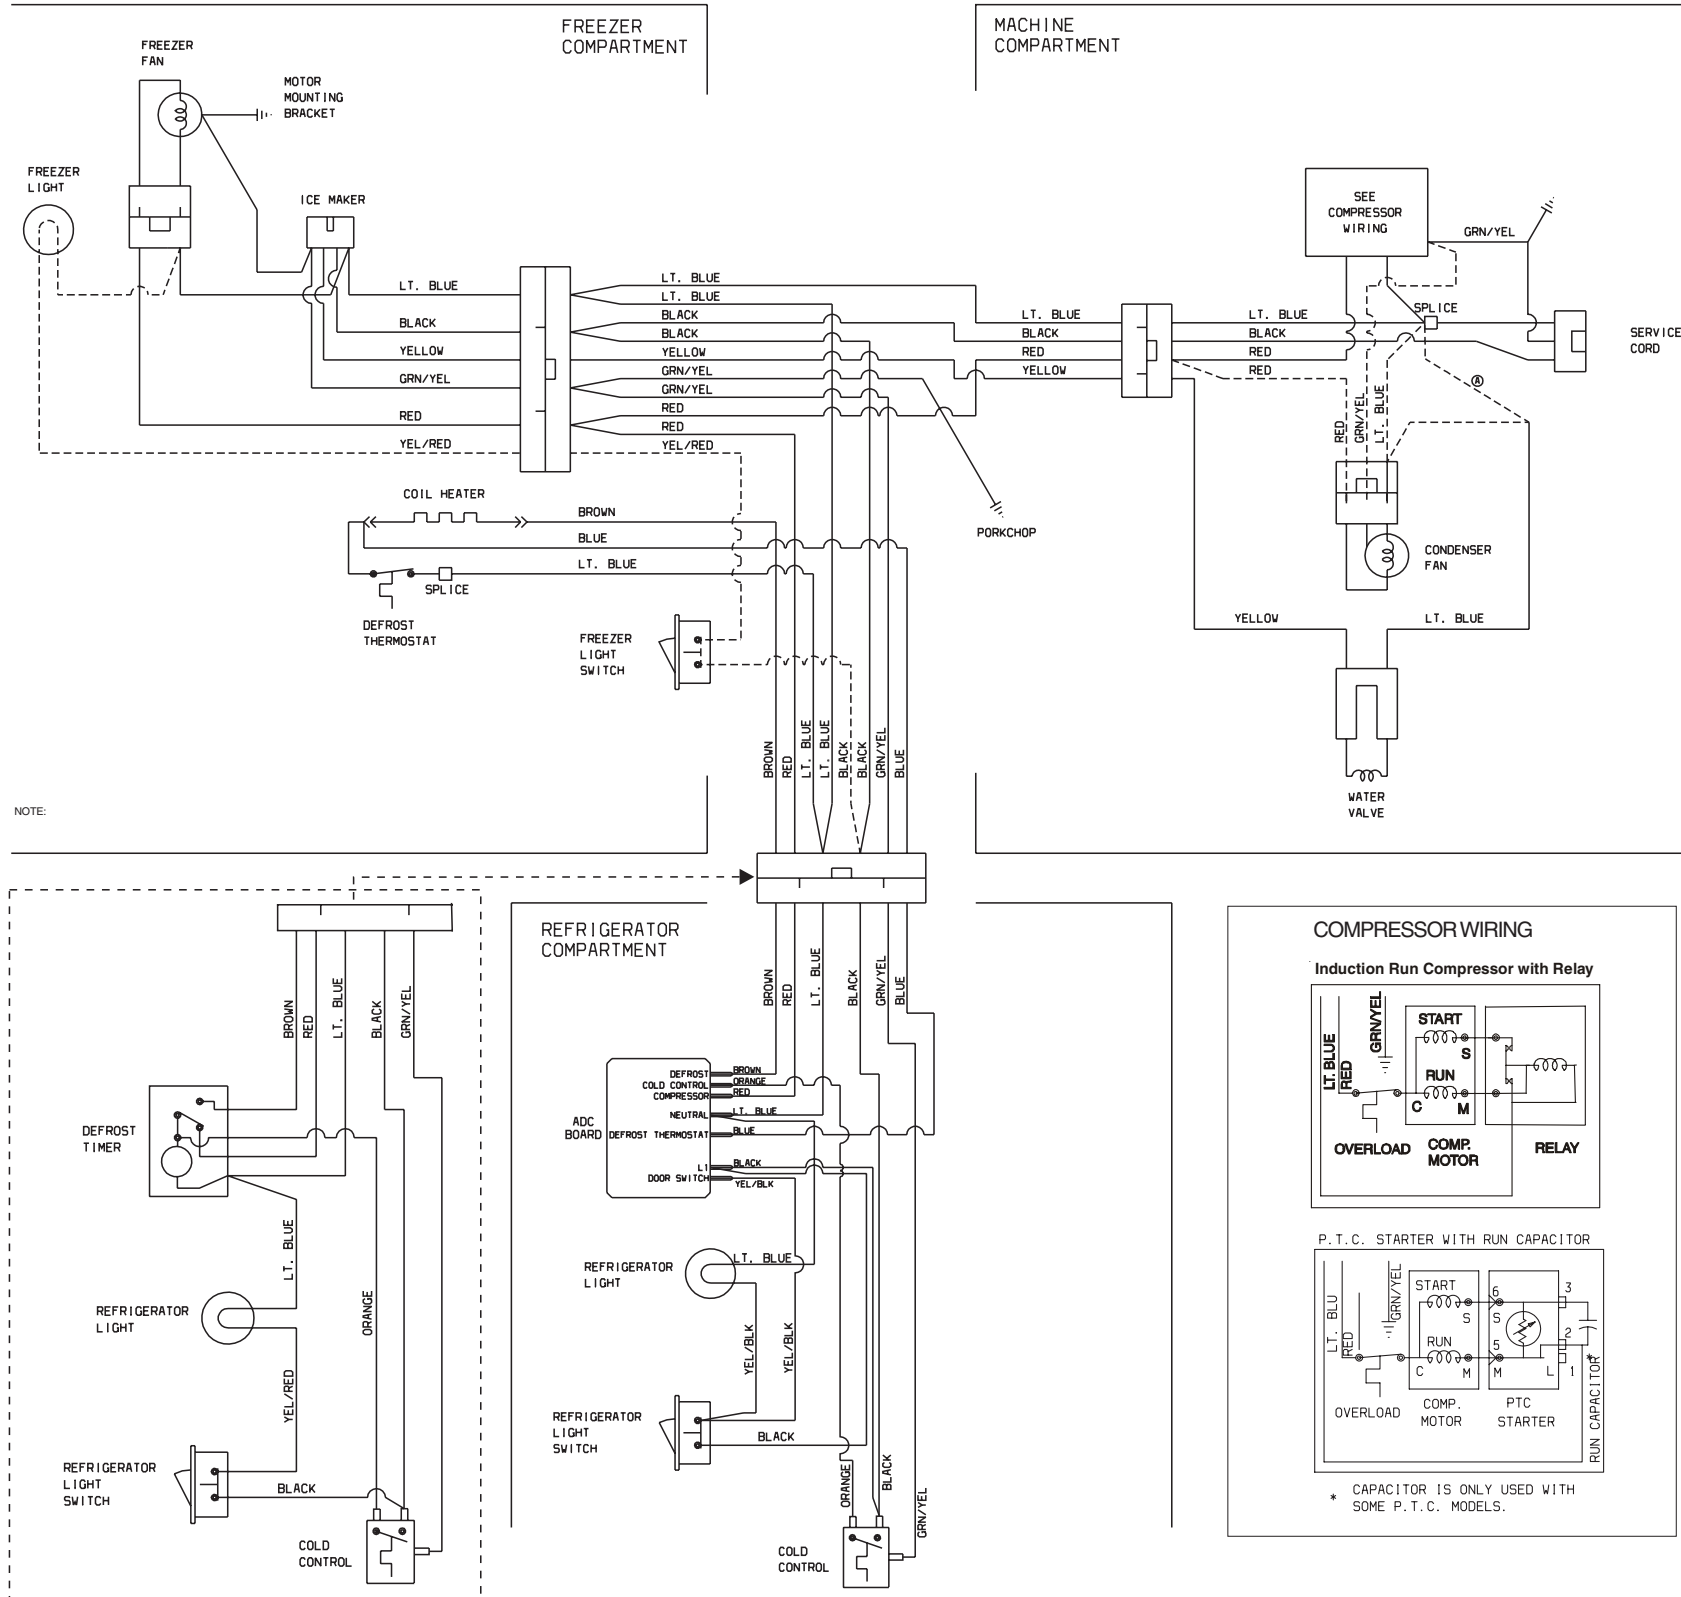 FREEZER
COMPARTMENT
MACHINE
COMPARTMENT
FREEZER
FAN
MOTOR
MOUNTING
BRACKET
FREEZER
LIGHT
ICE MAKER
LT. BLUE
BLACK
YELLOW
GRN/YEL
RED
YEL/RED
LT. BLUE
LT. BLUE
BLACK
BLACK
YELLOW
GRN/YEL
GRN/YEL
RED
RED
YEL/RED
LT. BLUE
BLACK
RED
YELLOW
LT. BLUE
BLACK
RED
RED
SEE
COMPRESSOR
WIRING
GRN/YEL
SPLICE
SERVICE
CORD
A
RED
GRN/YEL
LT. BLUE
CONDENSER
FAN
YELLOW
LT. BLUE
WATER
VALVE
PORKCHOP
COIL HEATER
BROWN
BLUE
LT. BLUE
SPLICE
DEFROST
THERMOSTAT
FREEZER
LIGHT
SWITCH
BROWN
RED
LT. BLUE
LT. BLUE
BLACK
BLACK
GRN/YEL
BLUE
NOTE:
BROWN
RED
LT. BLUE
BLACK
GRN/YEL
DEFROST
TIMER
LT. BLUE
ORANGE
REFRIGERATOR
LIGHT
YEL/RED
REFRIGERATOR
LIGHT
SWITCH
BLACK
COLD
CONTROL
REFRIGERATOR
COMPARTMENT
BROWN
RED
LT. BLUE
BLACK
GRN/YEL
BLUE
ADC
BOARD
DEFROST
COLD CONTROL
COMPRESSOR
NEUTRAL
DEFROST THERMOSTAT
L1
DOOR SWITCH
BROWN
ORANGE
RED
LT. BLUE
BLUE
BLACK
YEL/BLK
REFRIGERATOR
LIGHT
LT. BLUE
YEL/BLK
YEL/BLK
REFRIGERATOR
LIGHT
SWITCH
BLACK
ORANGE
BLACK
GRN/YEL
COLD
CONTROL
COMPRESSOR WIRING
Induction Run Compressor with Relay
LT. BLUE
RED
GRN/YEL
START
S
RUN
C
M
OVERLOAD
COMP.
MOTOR
RELAY
P.T.C. STARTER WITH RUN CAPACITOR
LT. BLU
RED
GRN/YEL
START
S
RUN
C
M
6
S
5
M
L
3
2
1
*
RUN CAPACITOR
OVERLOAD
COMP.
MOTOR
PTC
STARTER
* CAPACITOR IS ONLY USED WITH
SOME P.T.C. MODELS.